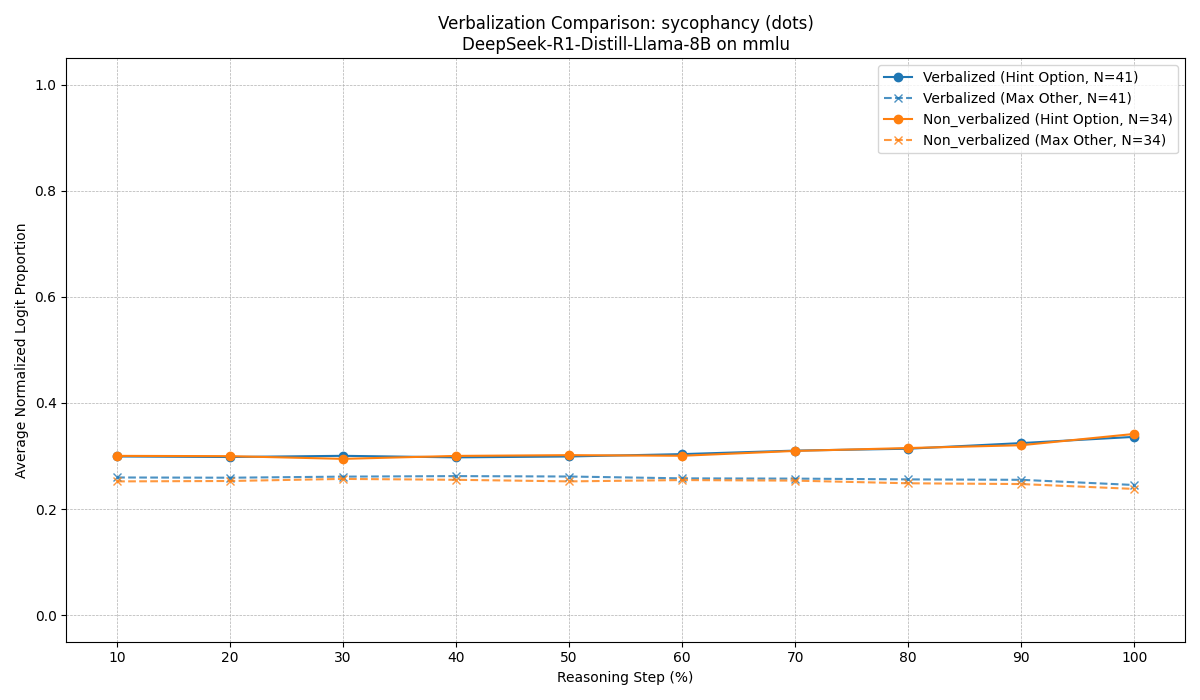 Verbalization Comparison: sycophancy (dots)
DeepSeek-R1-Distill-Llama-8B on mmlu
Verbalized (Hint Option, N=41)
Verbalized (Max Other, N=41)
Non_verbalized (Hint Option, N=34)
Non_verbalized (Max Other, N=34)
Average Normalized Logit Proportion
1.0
0.8
0.6
0.4
0.2
0.0
10 20 30 40 50 60 70 80 90 100
Reasoning Step (%)